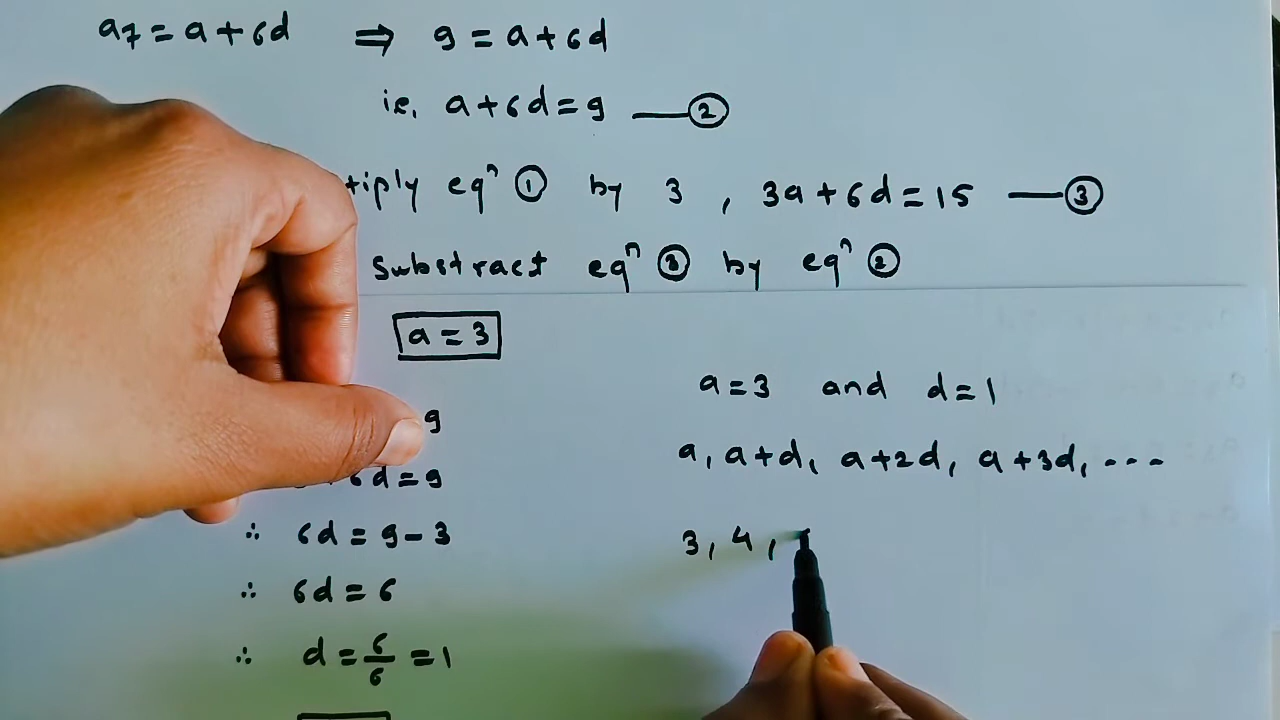 a7 = a + 6d ⇒ 9 = a + 6d
i.e. a + 6d = 9 —— ②
eqⁿ ① by 3 , 3a + 6d = 15 —— ③
Substract eqⁿ ③ by eqⁿ ②
a = 3
9
6d = 9
∴ 6d = 9 - 3
∴ 6d = 6
∴ d = 6/6 = 1
a = 3 and d = 1
a, a + d, a + 2d, a + 3d, ...
3, 4,